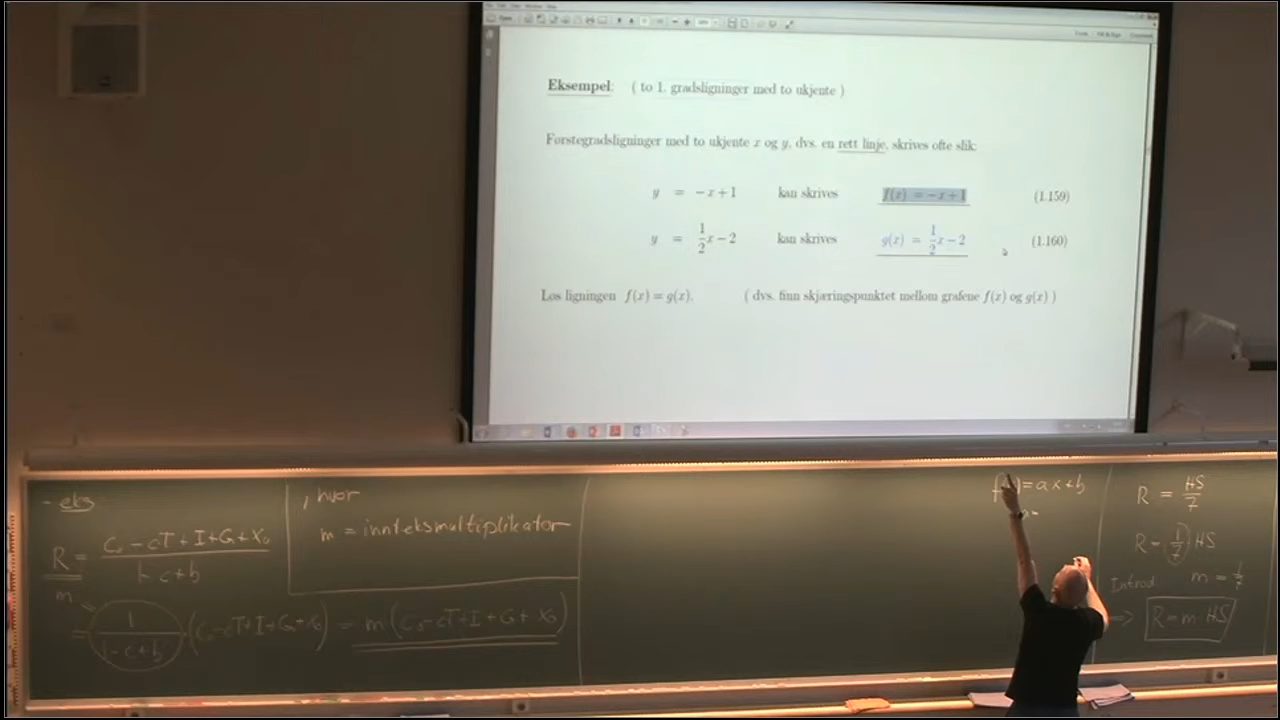 Eksempel: ( to 1. gradsligninger med to ukjente )
Førstegradsligninger med to ukjente x og y, dvs. en rett linje, skrives ofte slik:
y = −x + 1 kan skrives f(x) = −x + 1 (1.159)
y = 1/2 x − 2 kan skrives g(x) = 1/2 x − 2 (1.160)
Løs ligningen f(x) = g(x). ( dvs. finn skjæringspunktet mellom grafene f(x) og g(x) )
- eks
R = C₀ - cT + I + G + X₀ / 1 - c + b
m
= 1 / 1 - c + b (C₀ - cT + I + G + X₀) = m (C₀ - cT + I + G + X₀)
, hvor
m = innteksmultiplikator
= ax + b
R = HS / 7
R = (1/7) HS
Introd m = 1/7
⇒ R = m · HS